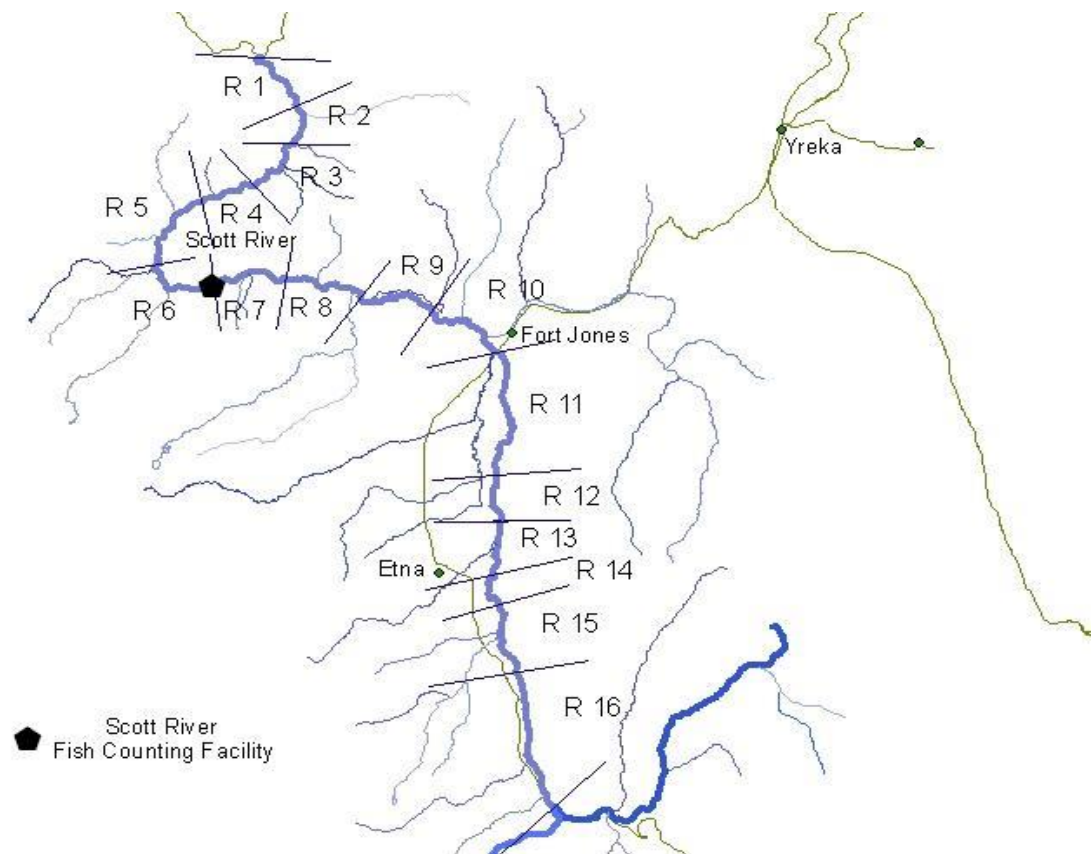 R 1
R 2
Yreka
R 3
R 5
R 4
Scott River
R 9
R 10
R 6
R 7
R 8
Fort Jones
R 11
R 12
R 13
Etna
R 14
R 15
R 16
Scott River
Fish Counting Facility